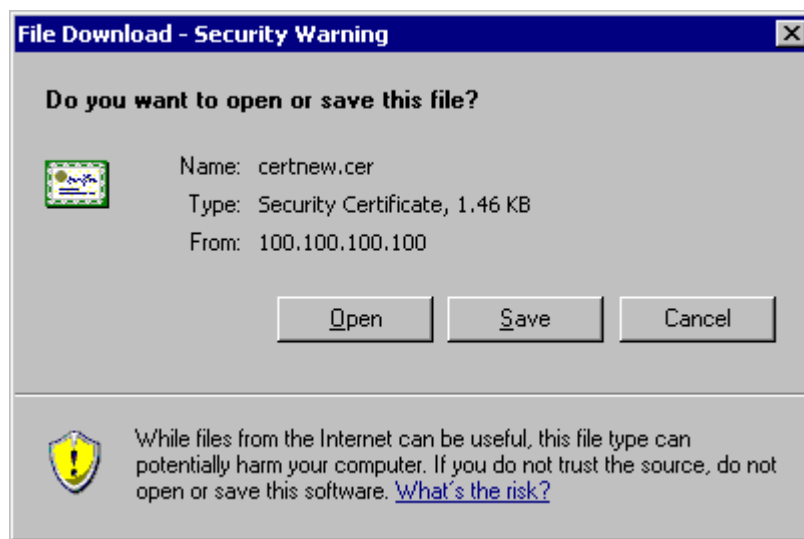 File Download - Security Warning
Do you want to open or save this file?
Name: certnew.cer
Type: Security Certificate, 1.46 KB
From: 100.100.100.100
Open Save Cancel
While files from the Internet can be useful, this file type can
potentially harm your computer. If you do not trust the source, do not
open or save this software. What's the risk?